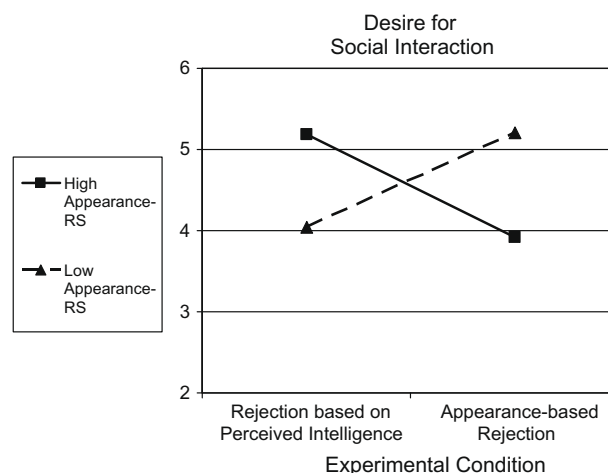 Desire for
Social Interaction
6
5
4
3
2
High
Appearance-
RS
Low
Appearance-
RS
Rejection based on
Perceived Intelligence
Appearance-based
Rejection
Experimental Condition